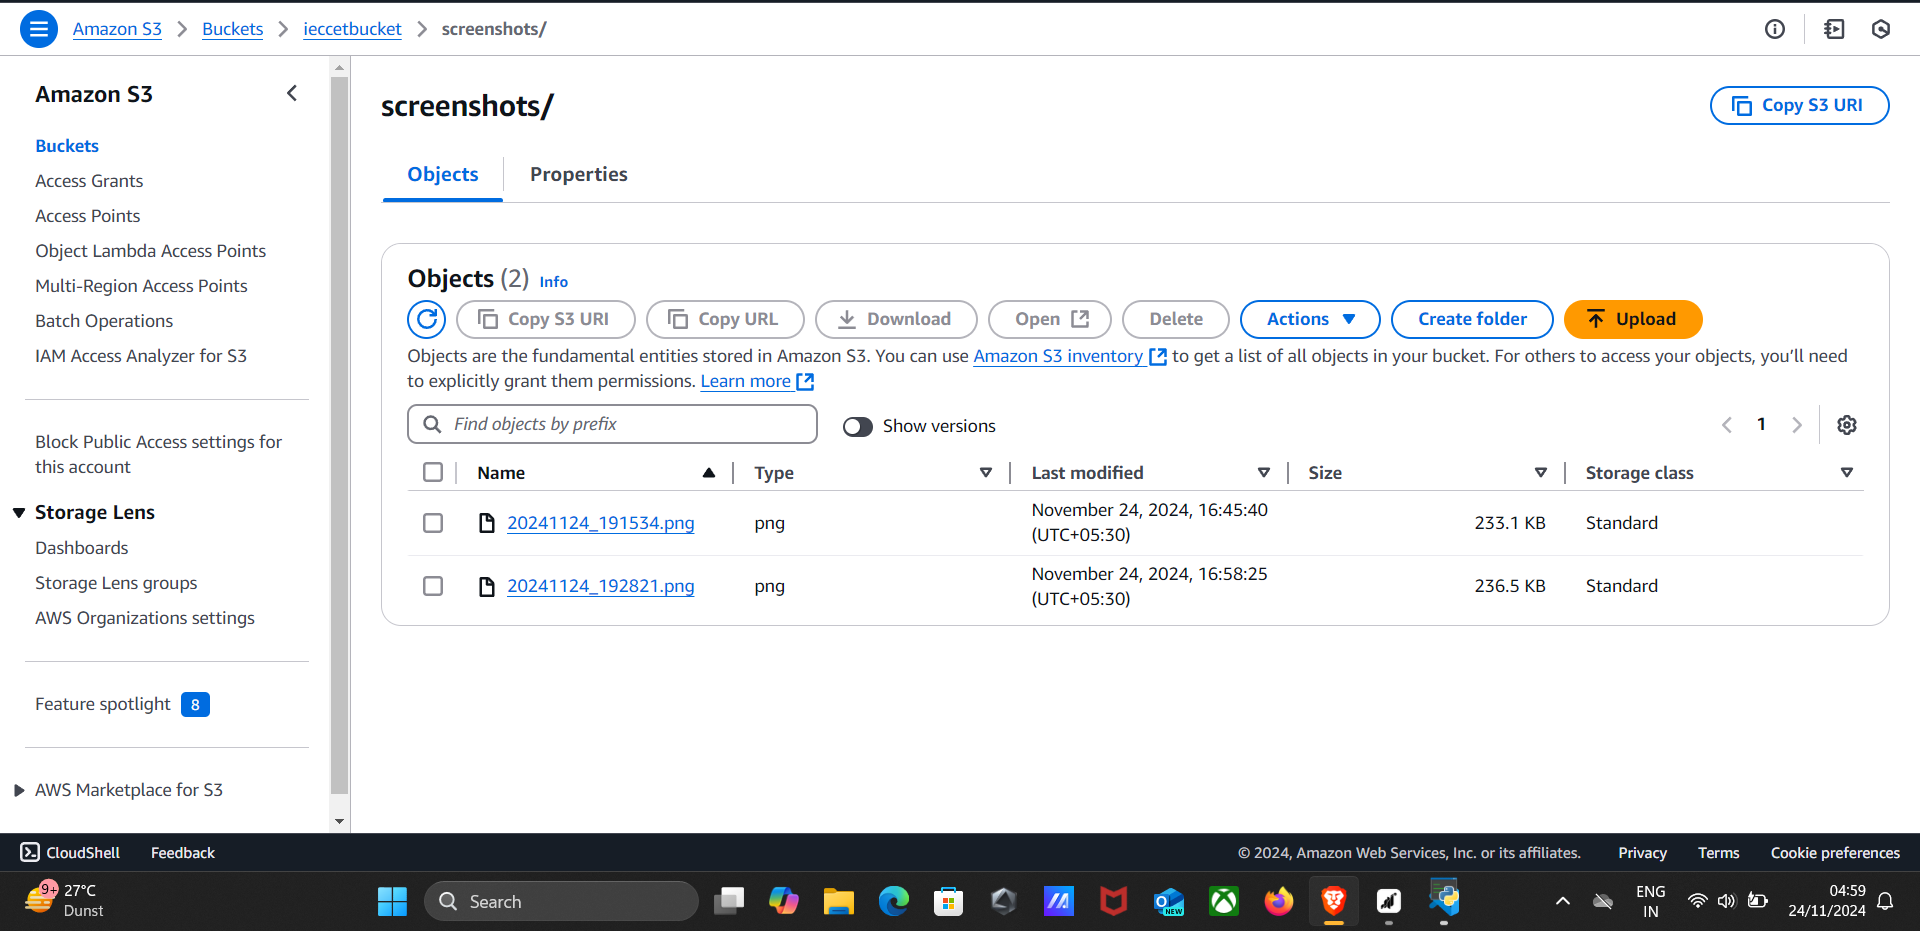 Amazon S3 > Buckets > ieccetbucket > screenshots/
Amazon S3
Buckets
Access Grants
Access Points
Object Lambda Access Points
Multi-Region Access Points
Batch Operations
IAM Access Analyzer for S3
Block Public Access settings for
this account
Storage Lens
Dashboards
Storage Lens groups
AWS Organizations settings
Feature spotlight 8
AWS Marketplace for S3
screenshots/
Copy S3 URI
Objects Properties
Objects (2) Info
Copy S3 URI Copy URL Download Open Delete Actions Create folder Upload
Objects are the fundamental entities stored in Amazon S3. You can use Amazon S3 inventory to get a list of all objects in your bucket. For others to access your objects, you'll need
to explicitly grant them permissions. Learn more
Find objects by prefix Show versions 1
Name Type Last modified Size Storage class
20241124_191534.png png November 24, 2024, 16:45:40 (UTC+05:30) 233.1 KB Standard
20241124_192821.png png November 24, 2024, 16:58:25 (UTC+05:30) 236.5 KB Standard
CloudShell Feedback © 2024, Amazon Web Services, Inc. or its affiliates. Privacy Terms Cookie preferences
9+ 27°C
Dunst
Search
NEW
ENG
IN
04:59
24/11/2024